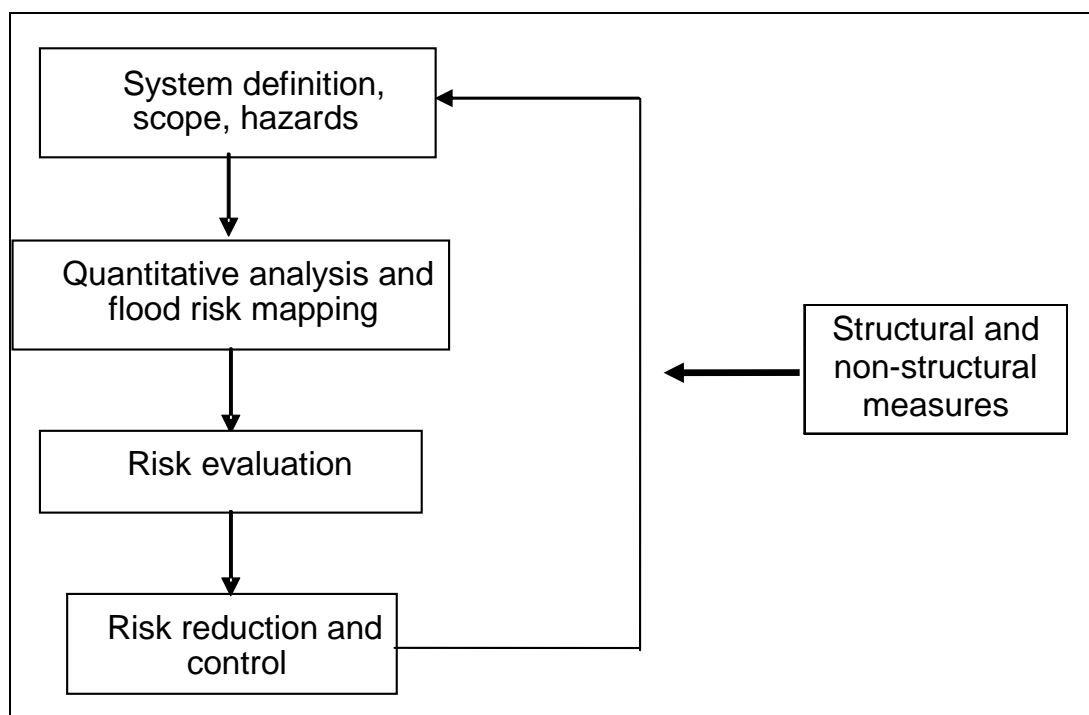 System definition,
scope, hazards
Quantitative analysis and
flood risk mapping
Risk evaluation
Risk reduction and
control
Structural and
non-structural
measures